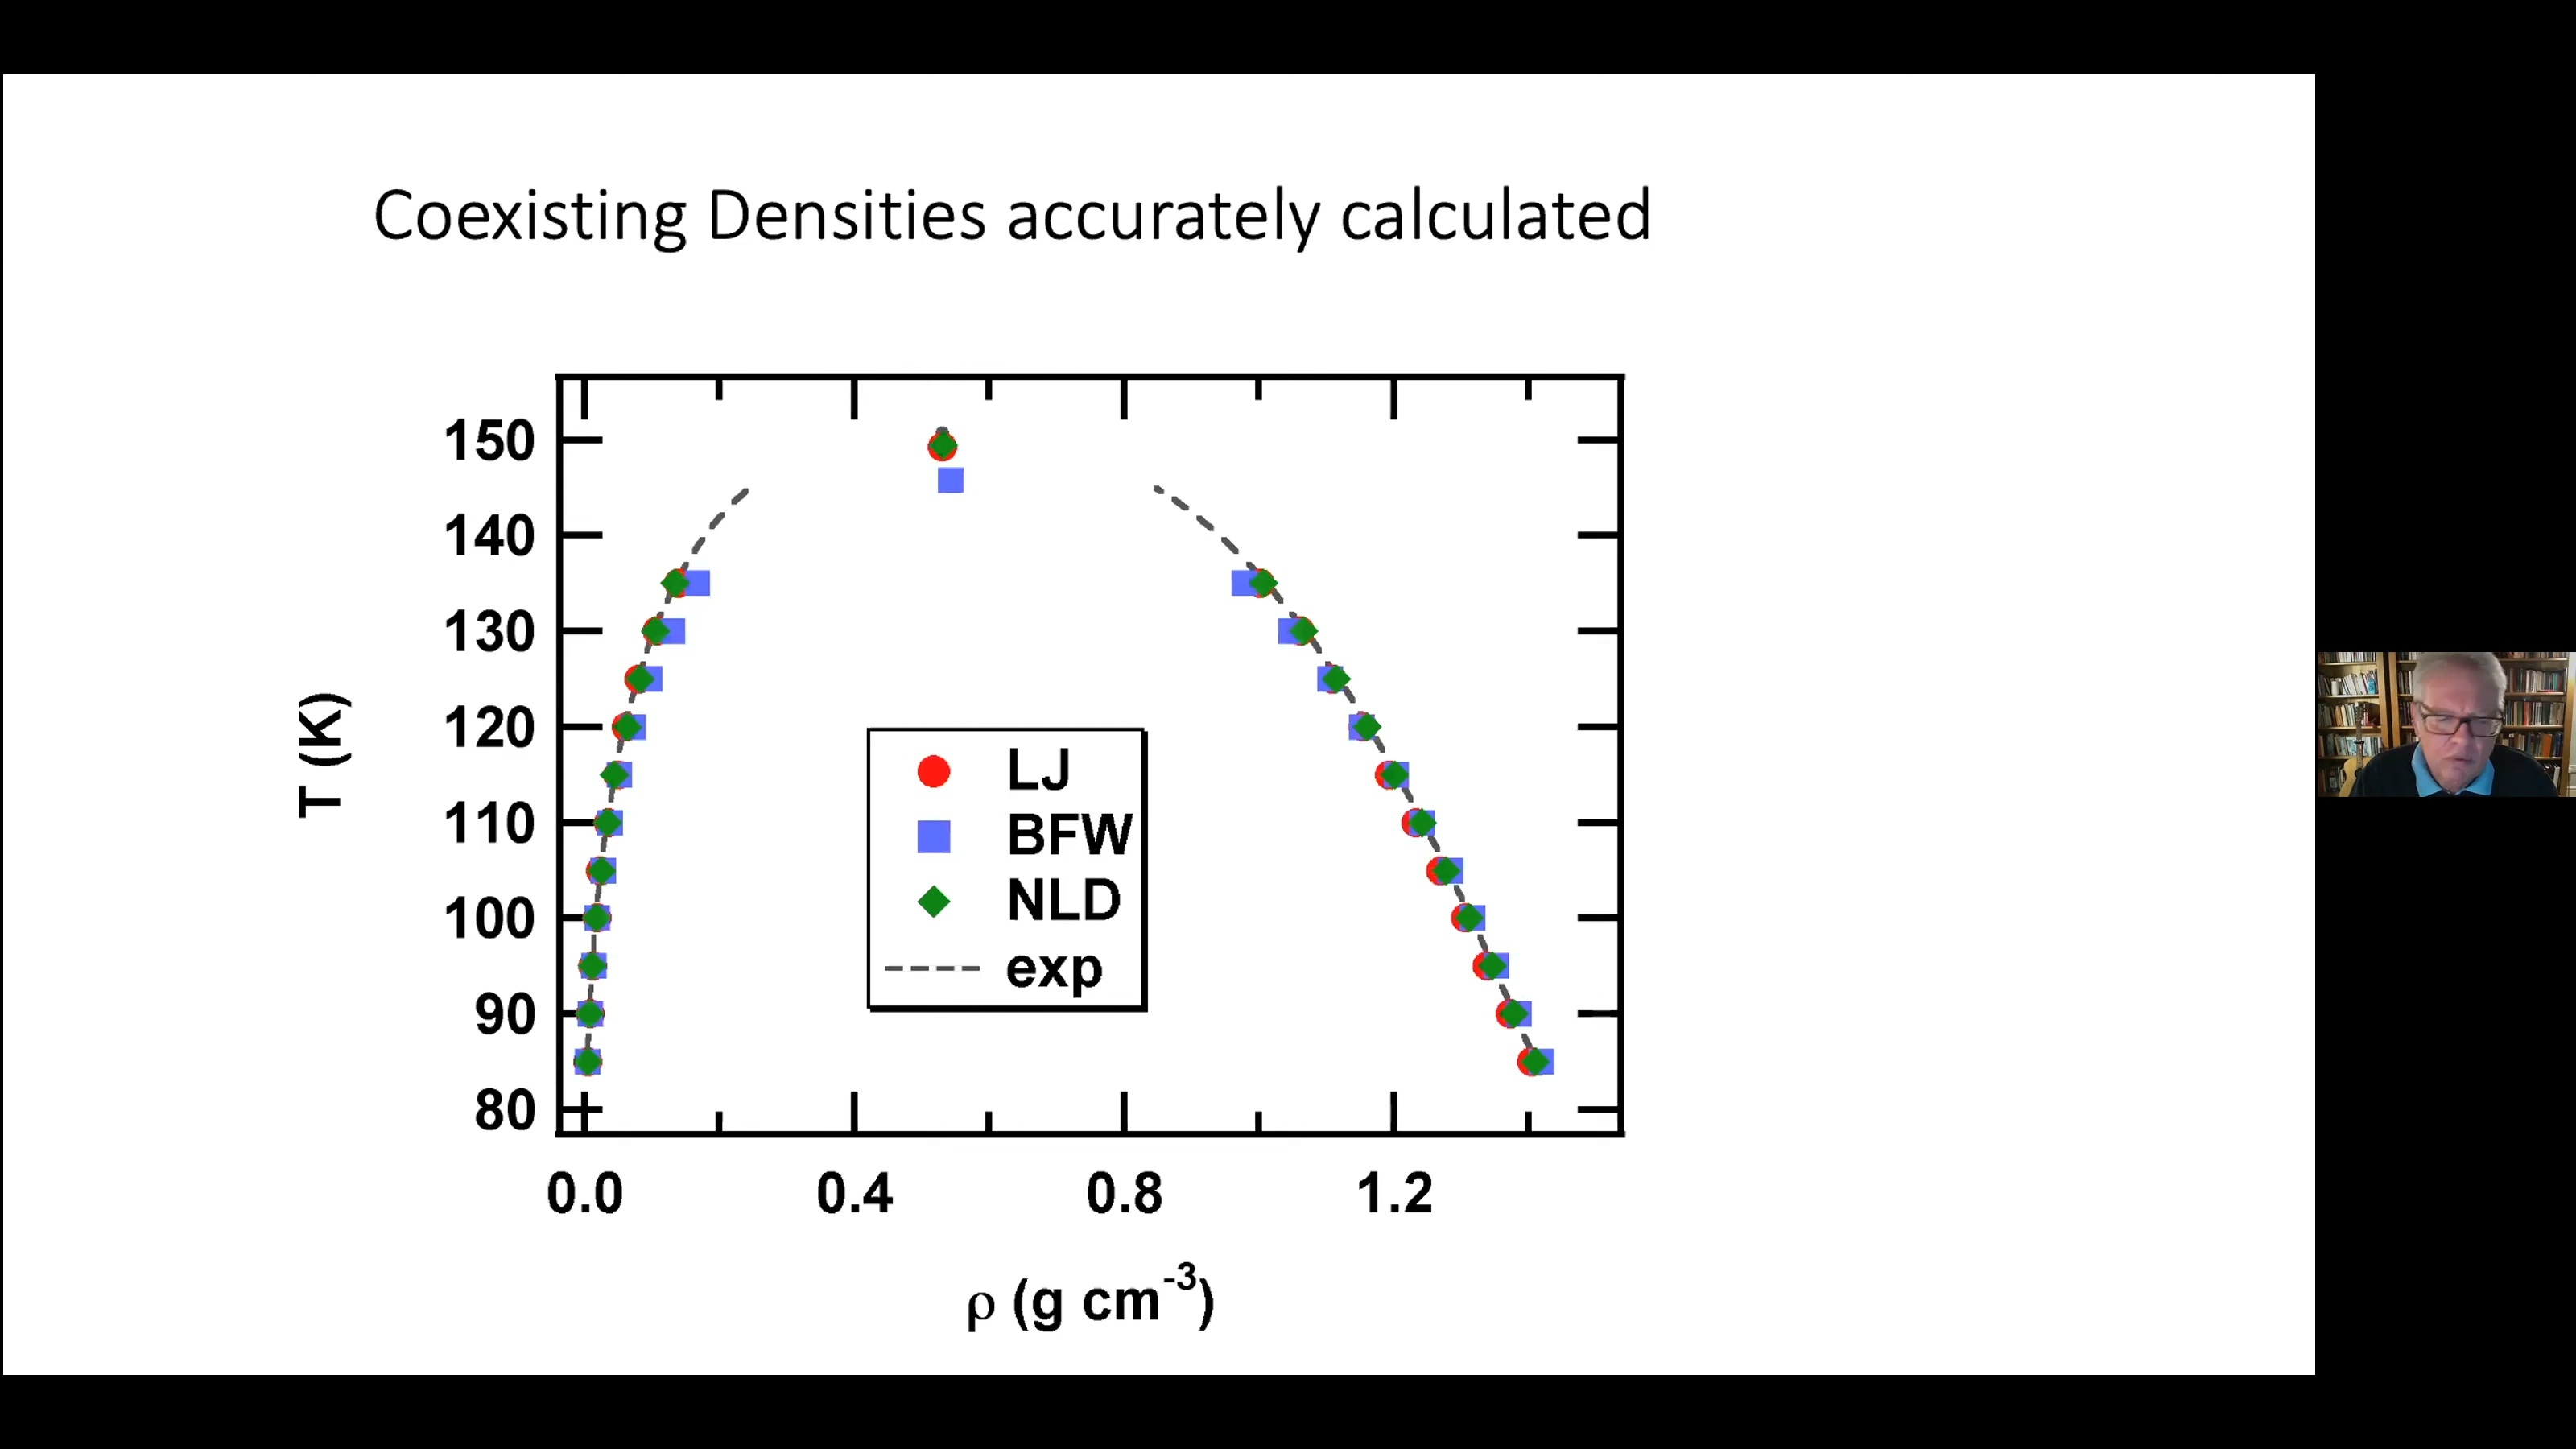 Coexisting Densities accurately calculated
150
140
130
120
110
100
90
80
T (K)
LJ
BFW
NLD
exp
0.0 0.4 0.8 1.2
ρ (g cm-3)